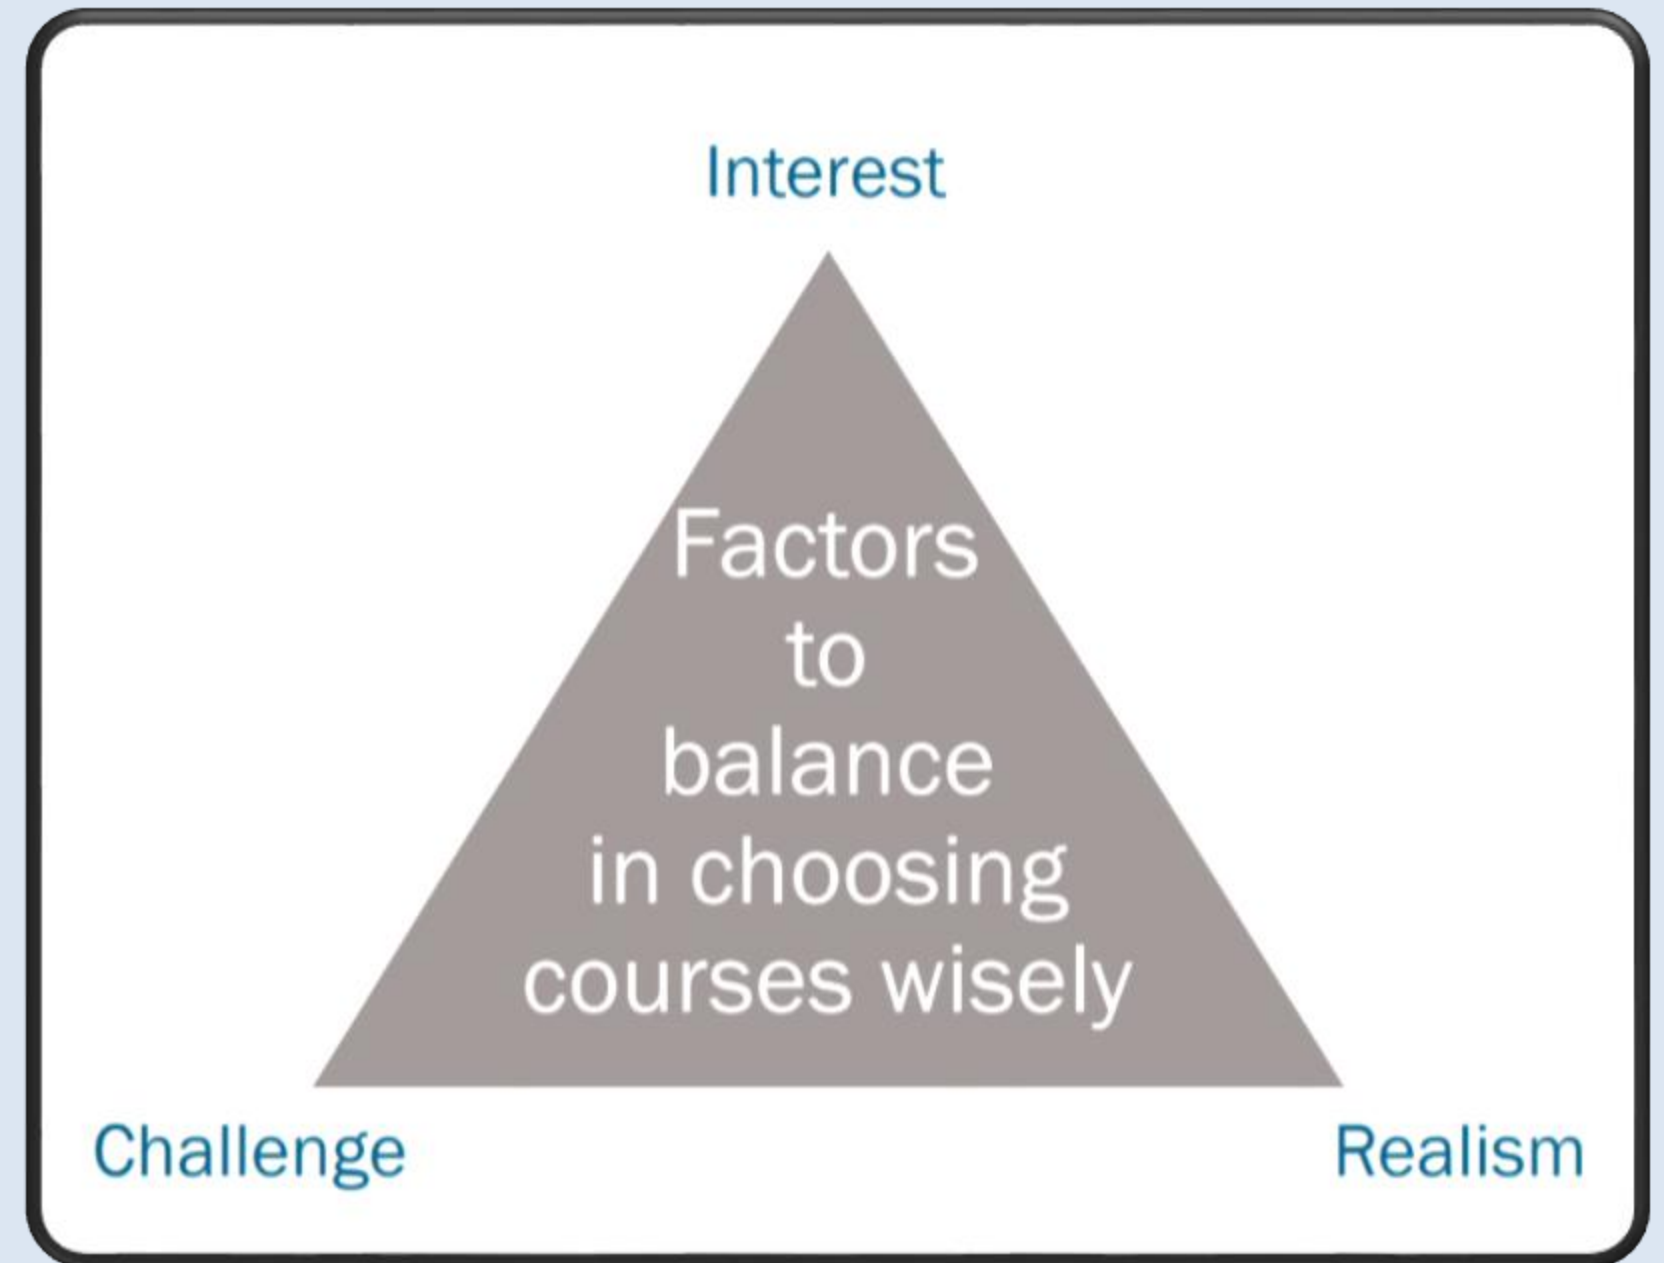 Interest
Factors
to
balance
in choosing
courses wisely
Challenge
Realism